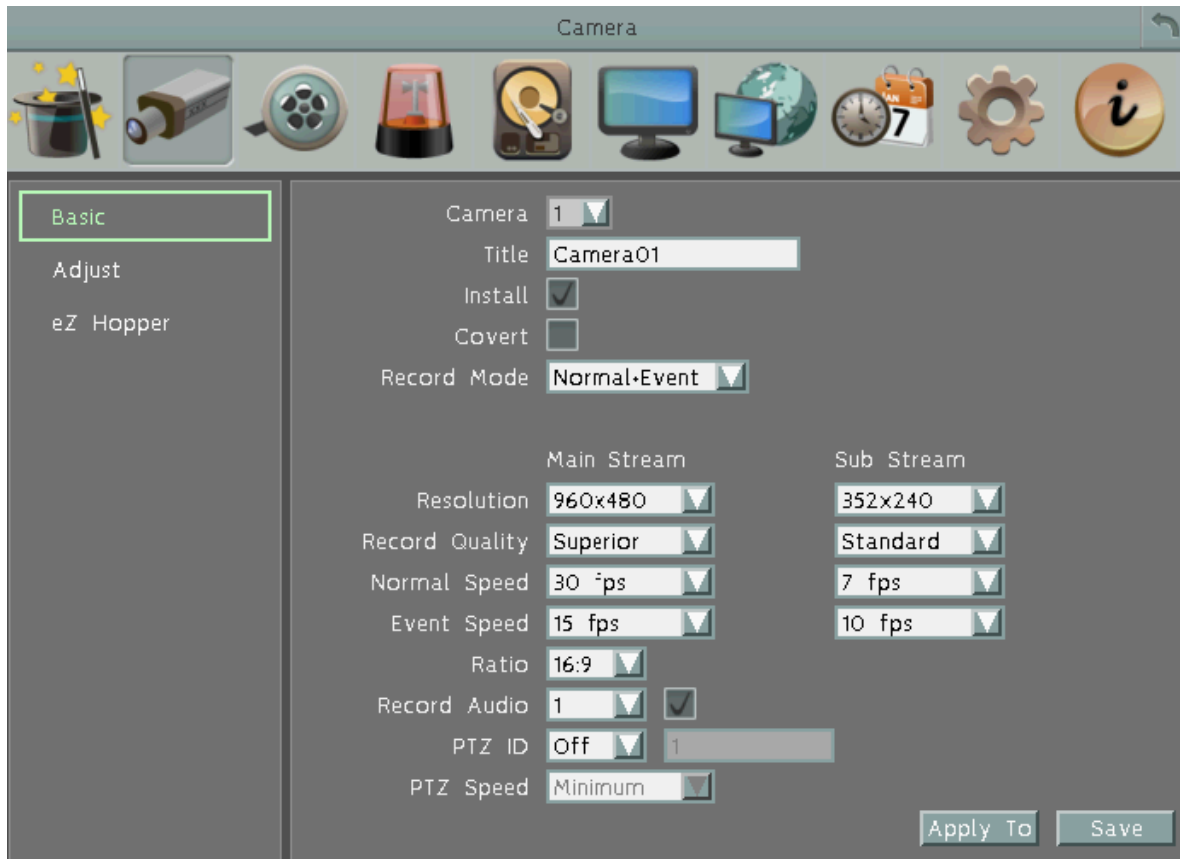 Camera
JAN
7
i
Basic
Adjust
eZ Hopper
Camera 1
Title Camera01
Install
Covert
Record Mode Normal+Event
Main Stream Sub Stream
Resolution 960x480 352x240
Record Quality Superior Standard
Normal Speed 30 fps 7 fps
Event Speed 15 fps 10 fps
Ratio 16:9
Record Audio 1
PTZ ID Off 1
PTZ Speed Minimum
Apply To Save